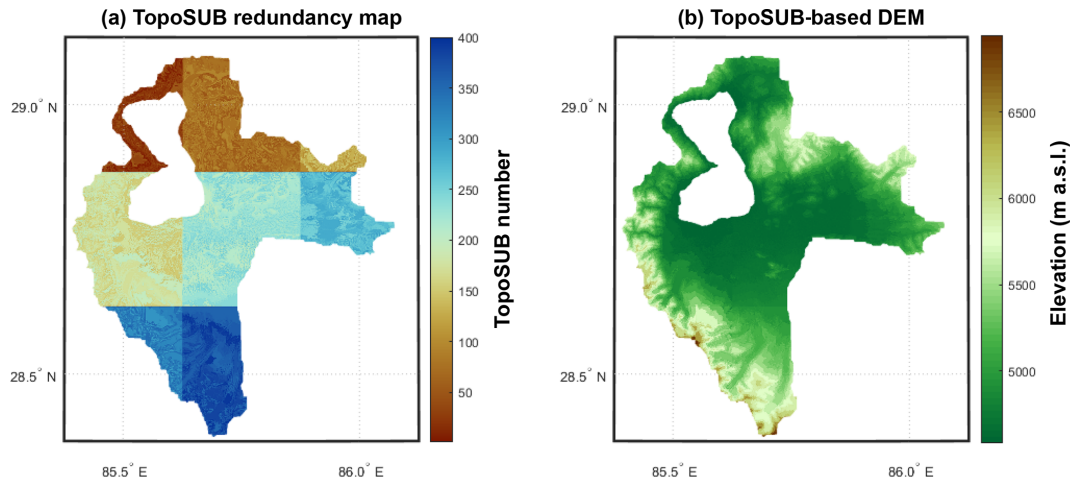 (a) TopoSUB redundancy map
(b) TopoSUB-based DEM
29.0° N
28.5° N
85.5° E
86.0° E
400
350
300
250
200
150
100
50
TopoSUB number
29.0° N
28.5° N
85.5° E
86.0° E
6500
6000
5500
5000
Elevation (m a.s.l.)